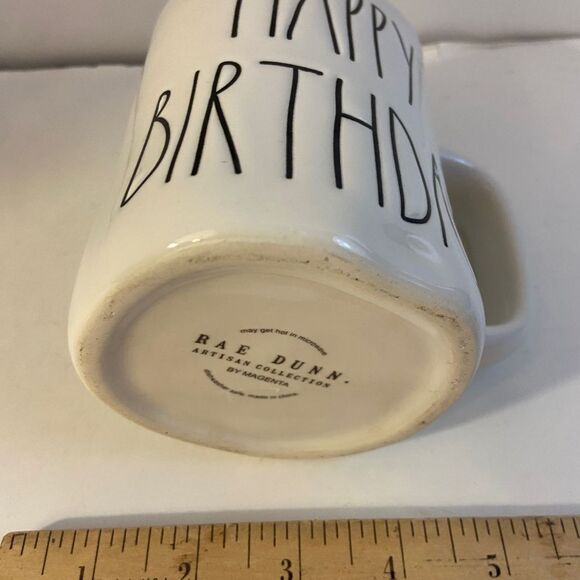 HAPPY
BIRTHDA
may get hot in microwave
RAE DUNN.
ARTISAN COLLECTION
BY MAGENTA
dishwasher safe. made in china
1 2 3 4 5